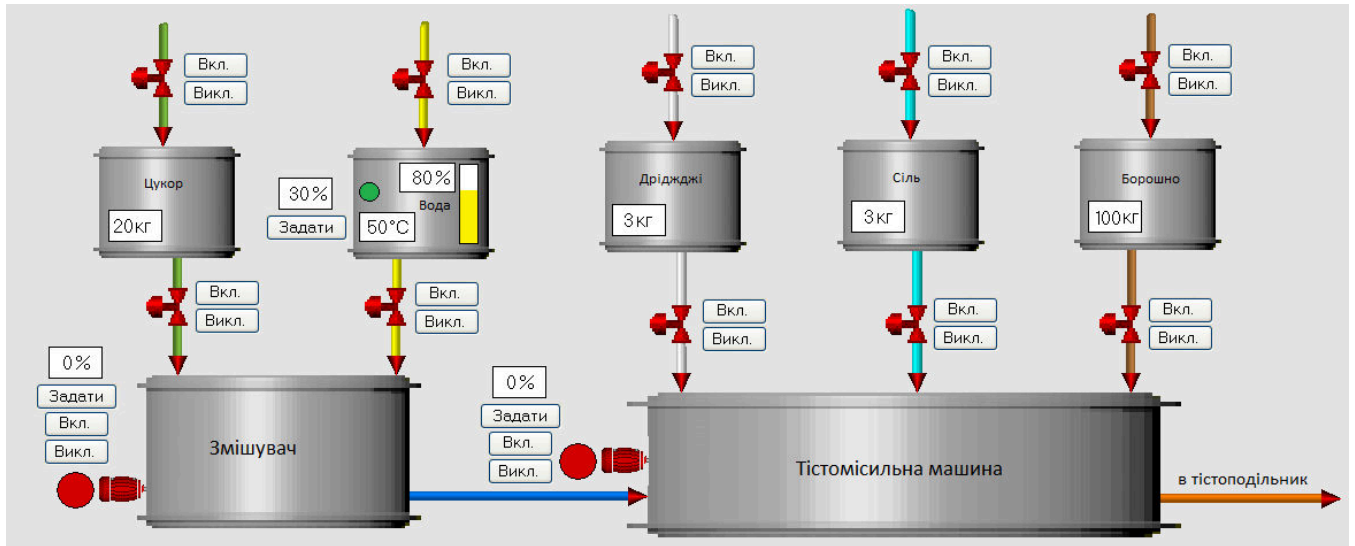 Вкл.
Викл.
Вкл.
Викл.
Вкл.
Викл.
Вкл.
Викл.
Вкл.
Викл.
Цукор
20кг
30%
Задати
80%
Вода
50°C
Дріджджі
3кг
Сіль
3кг
Борошно
100кг
Вкл.
Викл.
Вкл.
Викл.
Вкл.
Викл.
Вкл.
Викл.
Вкл.
Викл.
0%
Задати
Вкл.
Викл.
Змішувач
0%
Задати
Вкл.
Викл.
Тістомісильна машина
в тістоподільник